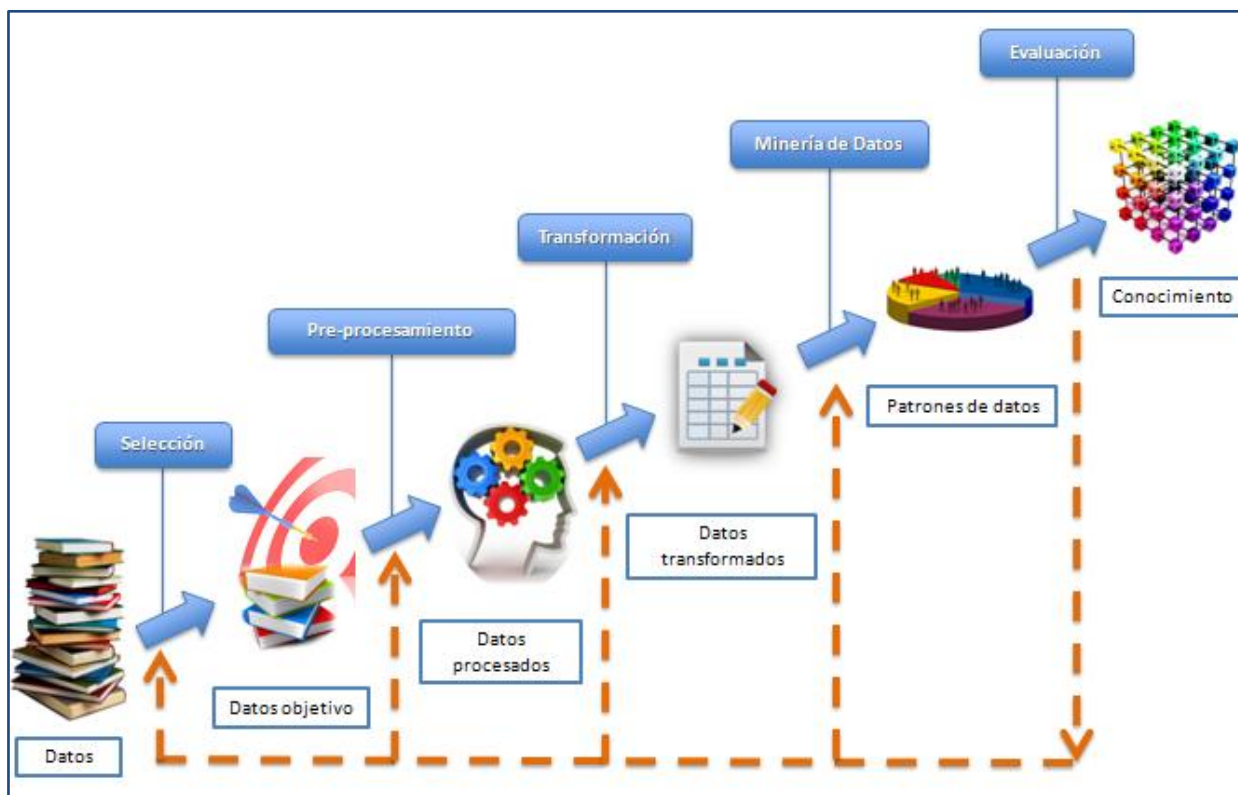 Evaluación
Minería de Datos
Transformación
Conocimiento
Pre-procesamiento
Patrones de datos
Selección
Datos
transformados
Datos
procesados
Datos objetivo
Datos